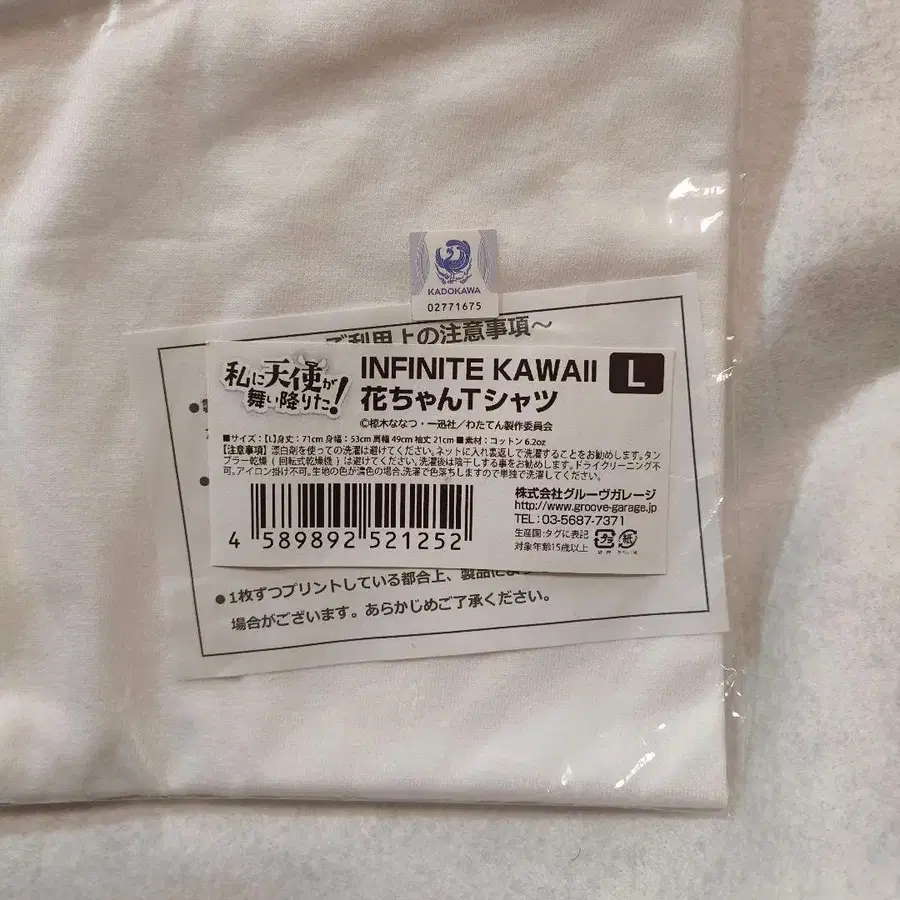 KADOKAWA
02771675
ご利用上の注意事項〜
私に天使が
舞い降りた!
INFINITE KAWAII
L
花ちゃんTシャツ
©椋木ななつ・一迅社／わたてん製作委員会
■サイズ：【L】身丈：71cm 身幅：53cm 肩幅 49cm 袖丈 21cm ■素材：コットン 6.2oz
【注意事項】漂白剤を使っての洗濯は避けてください。ネットに入れ裏返しで洗濯することをお勧めします。タン
ブラー乾燥（回転式乾燥機）は避けてください。洗濯後は陰干しする事をお勧めします。ドライクリーニング不
可。アイロン掛け不可。生地の色が濃色の場合、洗濯で色落ちしますので単独で洗濯してください。
4 589892 521252
株式会社グルーヴガレージ
http://www.groove-garage.jp
TEL：03-5687-7371
生産国：タグに表記
プラ
紙
対象年齢15歳以上
●1枚ずつプリントしている都合上、製品によ
場合がございます。あらかじめご了承ください。